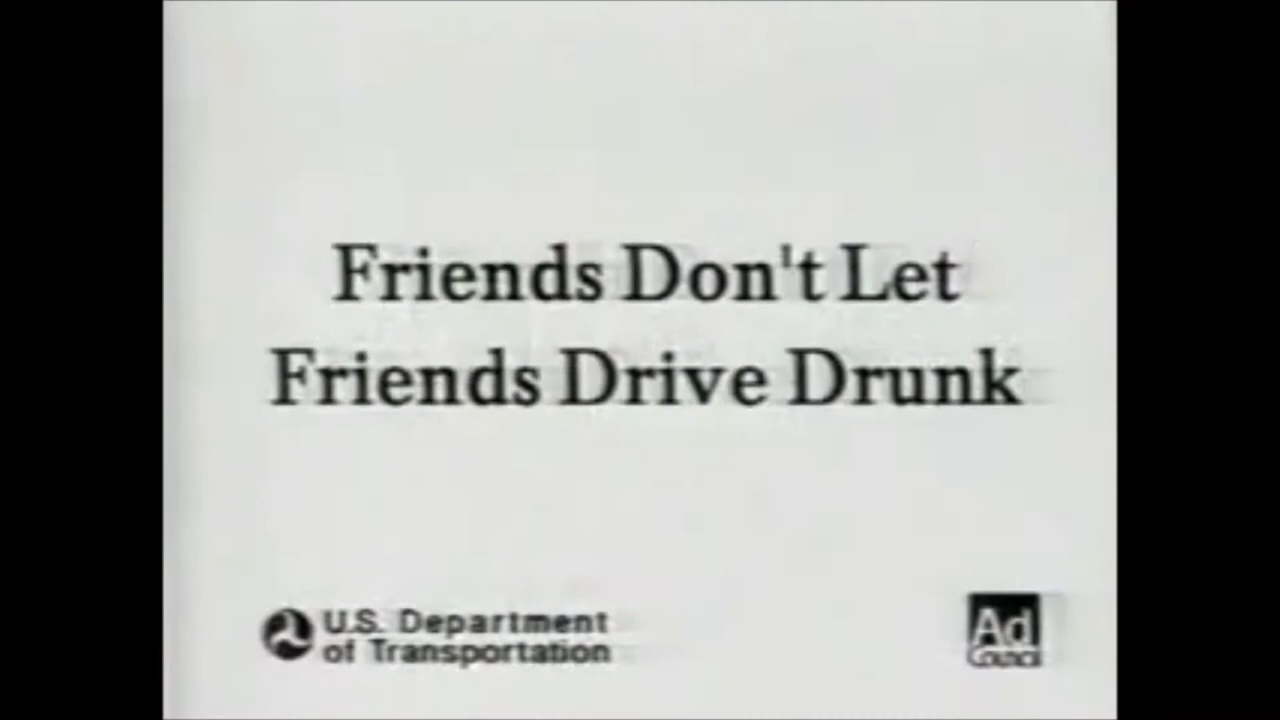 Friends Don't Let
Friends Drive Drunk
U.S. Department
of Transportation
Ad
Council